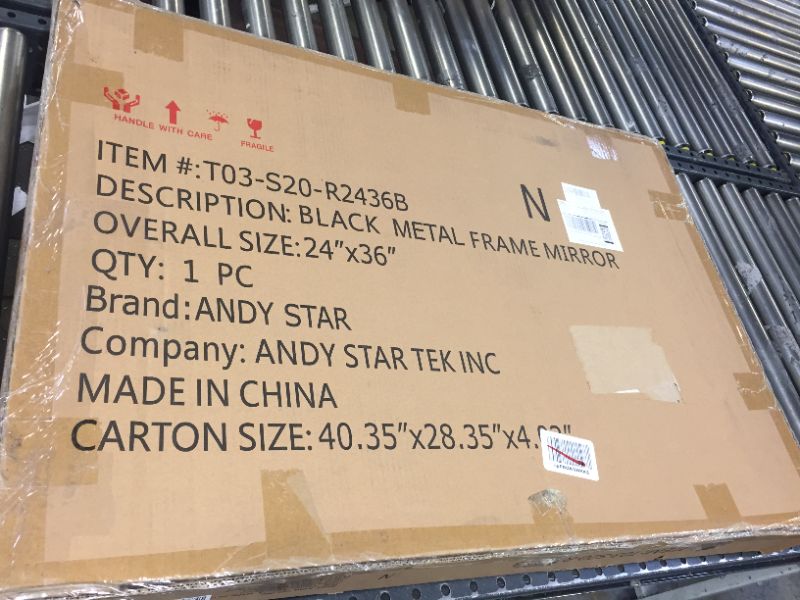 HANDLE WITH CARE
FRAGILE
ITEM #:T03-S20-R2436B
N
DESCRIPTION: BLACK METAL FRAME MIRROR
OVERALL SIZE:24"x36"
QTY: 1 PC
Brand:ANDY STAR
Company: ANDY STAR TEK INC
MADE IN CHINA
CARTON SIZE:40.35"x28.35"x4.